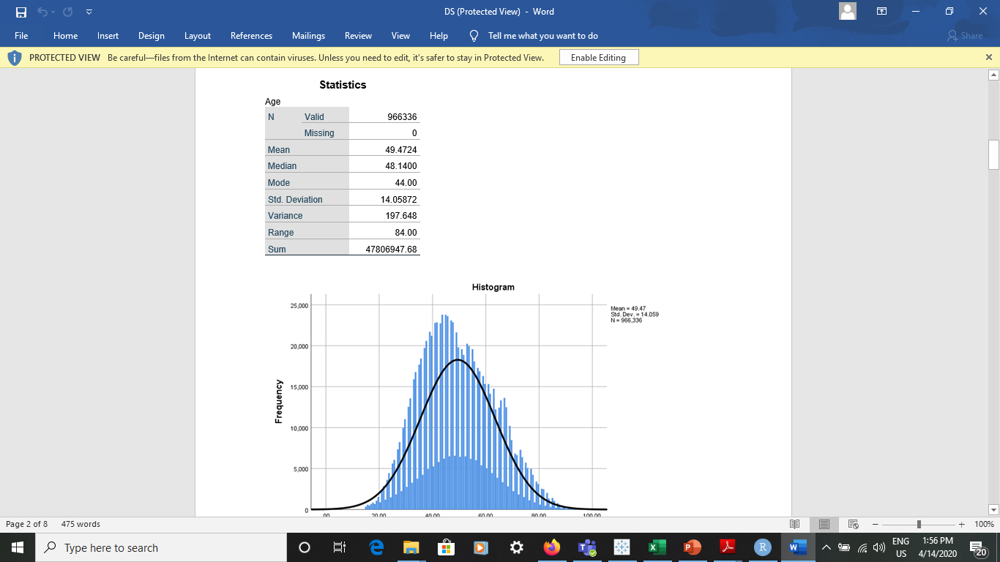 DS (Protected View) - Word
File Home Insert Design Layout References Mailings Review View Help Tell me what you want to do Share
PROTECTED VIEW Be careful—files from the Internet can contain viruses. Unless you need to edit, it's safer to stay in Protected View. Enable Editing
Statistics
Age
N Valid 966336
Missing 0
Mean 49.4724
Median 48.1400
Mode 44.00
Std. Deviation 14.05872
Variance 197.648
Range 84.00
Sum 47806947.68
Histogram
Mean = 49.47
Std. Dev. = 14.059
N = 966,336
Frequency
25,000
20,000
15,000
10,000
5,000
0
.00 20.00 40.00 60.00 80.00 100.00
Page 2 of 8 475 words 100%
Type here to search
ENG 1:56 PM
US 4/14/2020
20